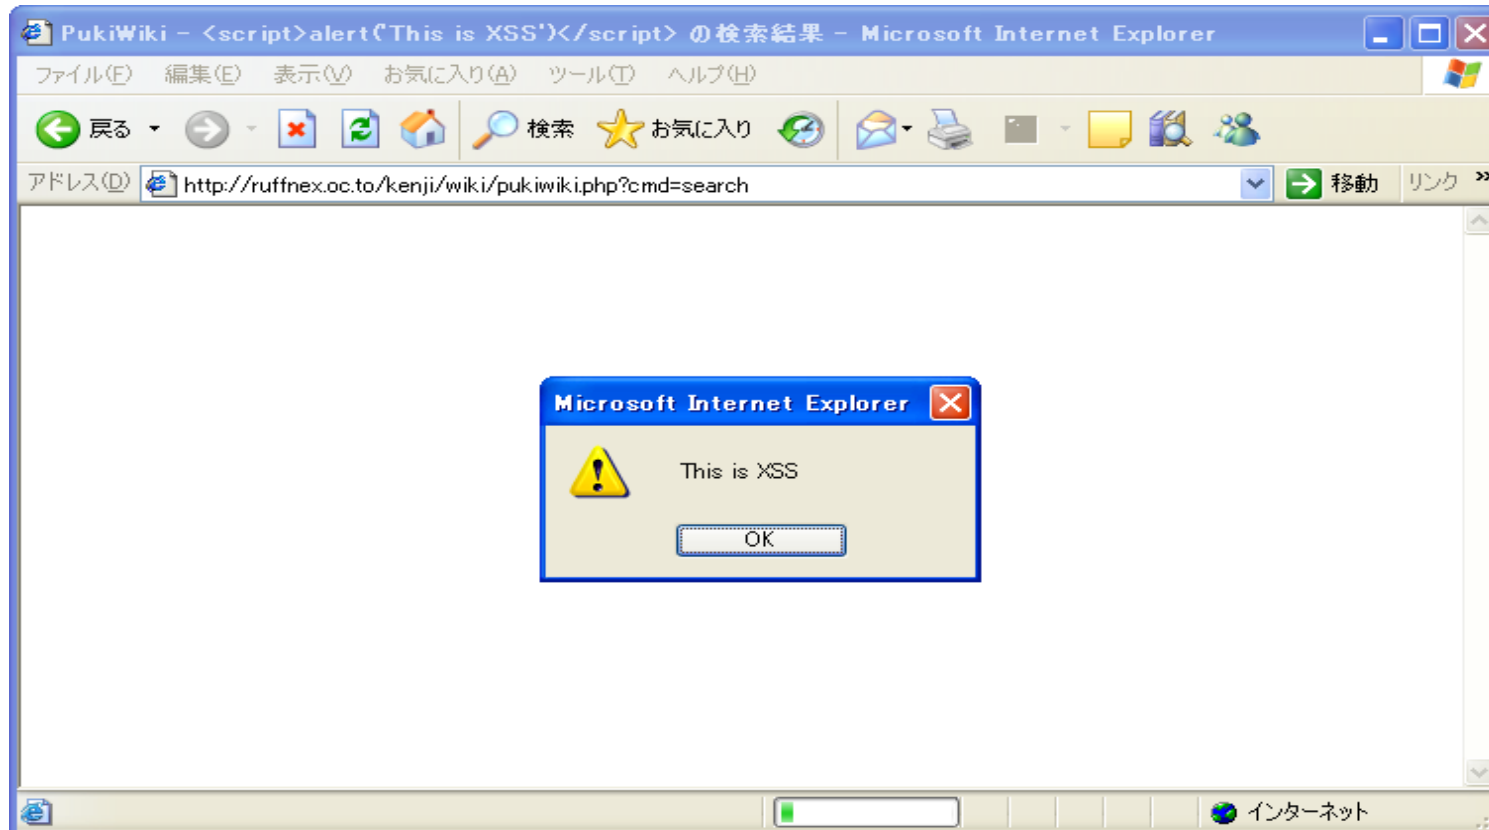 PukiWiki - <script>alert('This is XSS')</script> の検索結果 - Microsoft Internet Explorer
ファイル(F) 編集(E) 表示(V) お気に入り(A) ツール(T) ヘルプ(H)
戻る 検索 お気に入り
アドレス(D) http://ruffnex.oc.to/kenji/wiki/pukiwiki.php?cmd=search 移動 リンク »
Microsoft Internet Explorer
This is XSS
OK
インターネット